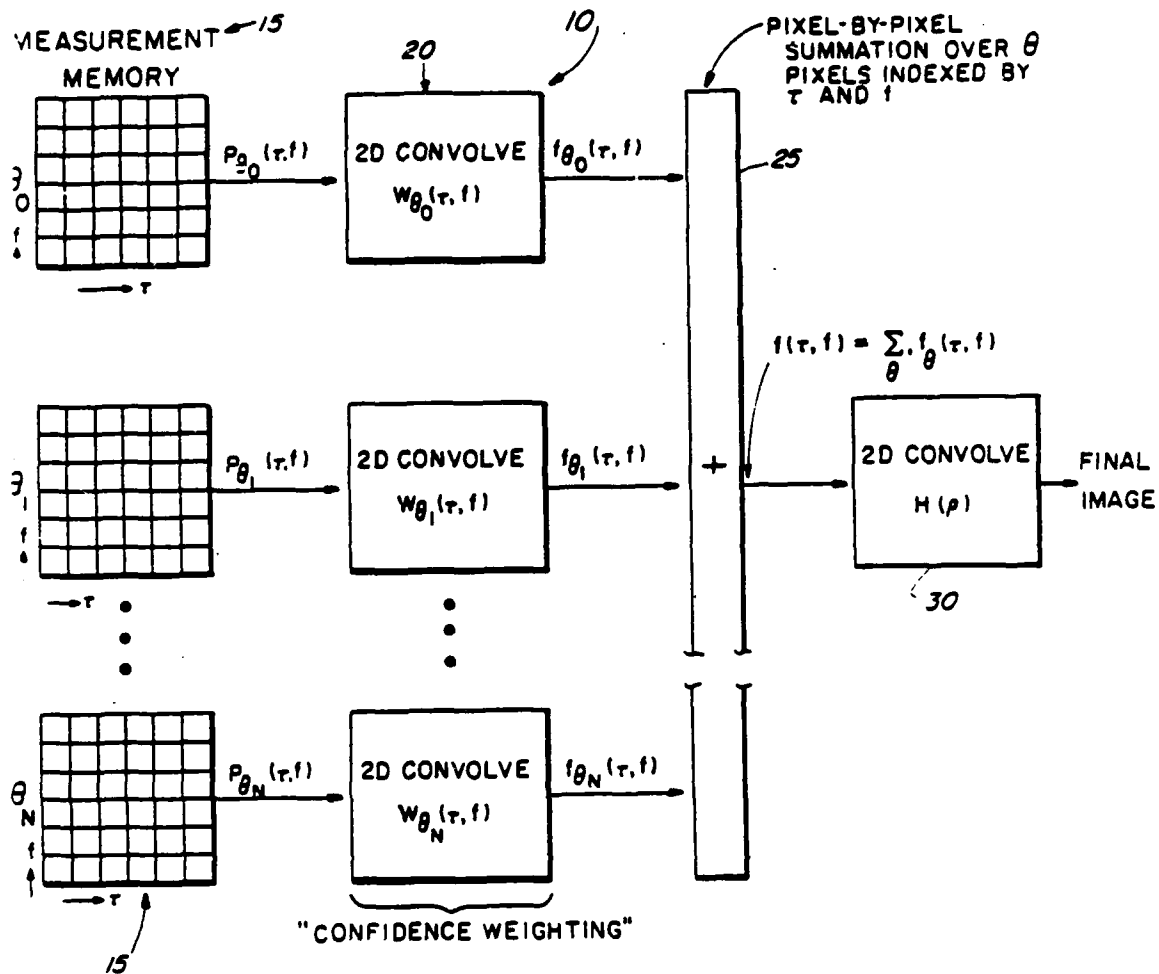 MEASUREMENT 15
MEMORY
20
10
PIXEL-BY-PIXEL
SUMMATION OVER θ
PIXELS INDEXED BY
τ AND f
θ0
f
τ
Pθ0(τ,f)
2D CONVOLVE
Wθ0(τ,f)
fθ0(τ,f)
25
f(τ,f) = Σθ fθ(τ,f)
θ1
f
τ
Pθ1(τ,f)
2D CONVOLVE
Wθ1(τ,f)
fθ1(τ,f)
+
2D CONVOLVE
H(ρ)
30
FINAL
IMAGE
θN
f
τ
PθN(τ,f)
2D CONVOLVE
WθN(τ,f)
fθN(τ,f)
"CONFIDENCE WEIGHTING"
15